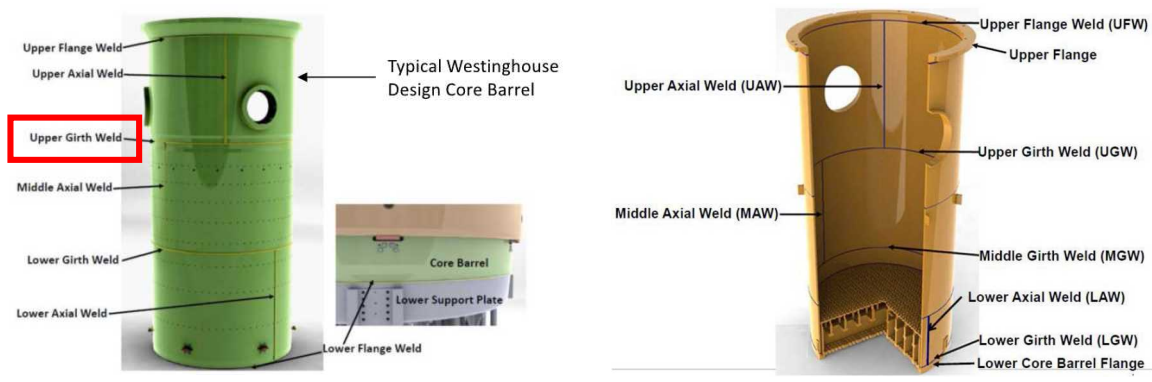 Upper Flange Weld
Upper Axial Weld
Typical Westinghouse
Design Core Barrel
Upper Girth Weld
Middle Axial Weld
Lower Girth Weld
Lower Axial Weld
Core Barrel
Lower Support Plate
Lower Flange Weld
Upper Flange Weld (UFW)
Upper Flange
Upper Axial Weld (UAW)
Upper Girth Weld (UGW)
Middle Axial Weld (MAW)
Middle Girth Weld (MGW)
Lower Axial Weld (LAW)
Lower Girth Weld (LGW)
Lower Core Barrel Flange